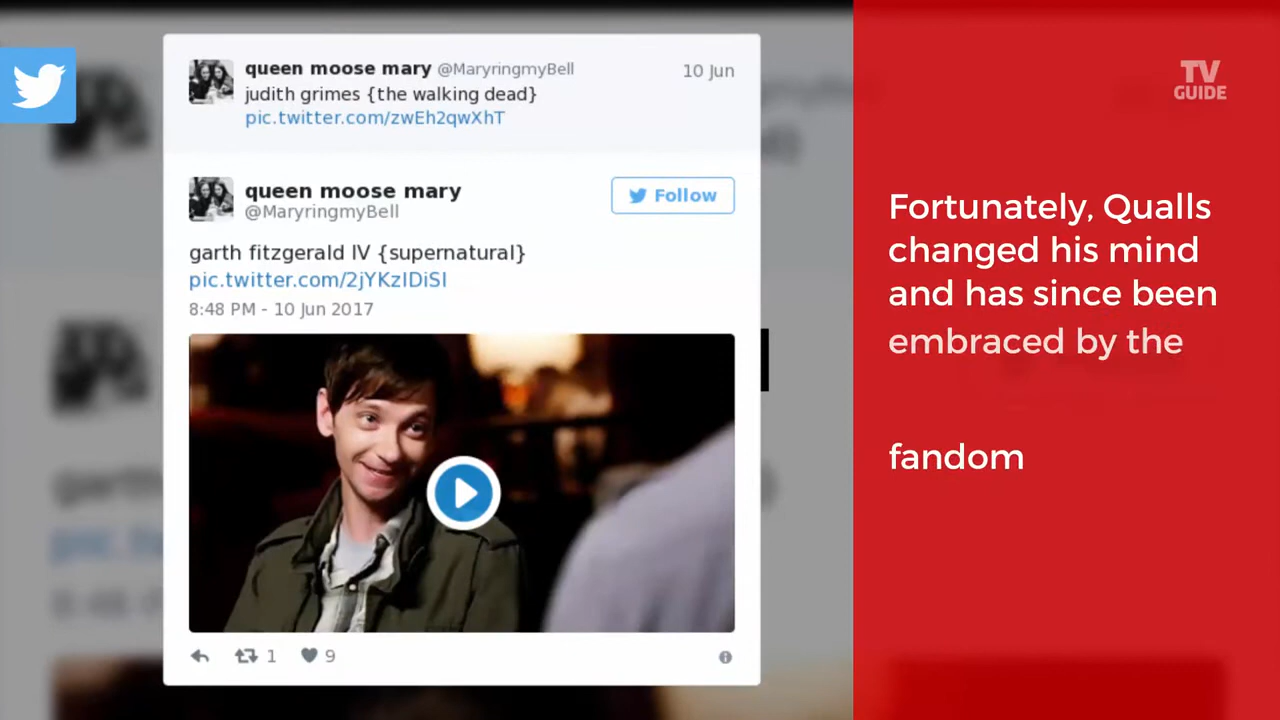 queen moose mary @MaryringmyBell 10 Jun
judith grimes {the walking dead}
pic.twitter.com/zwEh2qwXhT
queen moose mary
@MaryringmyBell
Follow
garth fitzgerald IV {supernatural}
pic.twitter.com/2jYKzIDiSI
8:48 PM - 10 Jun 2017
1 9
TV
GUIDE
Fortunately, Qualls
changed his mind
and has since been
embraced by the
fandom